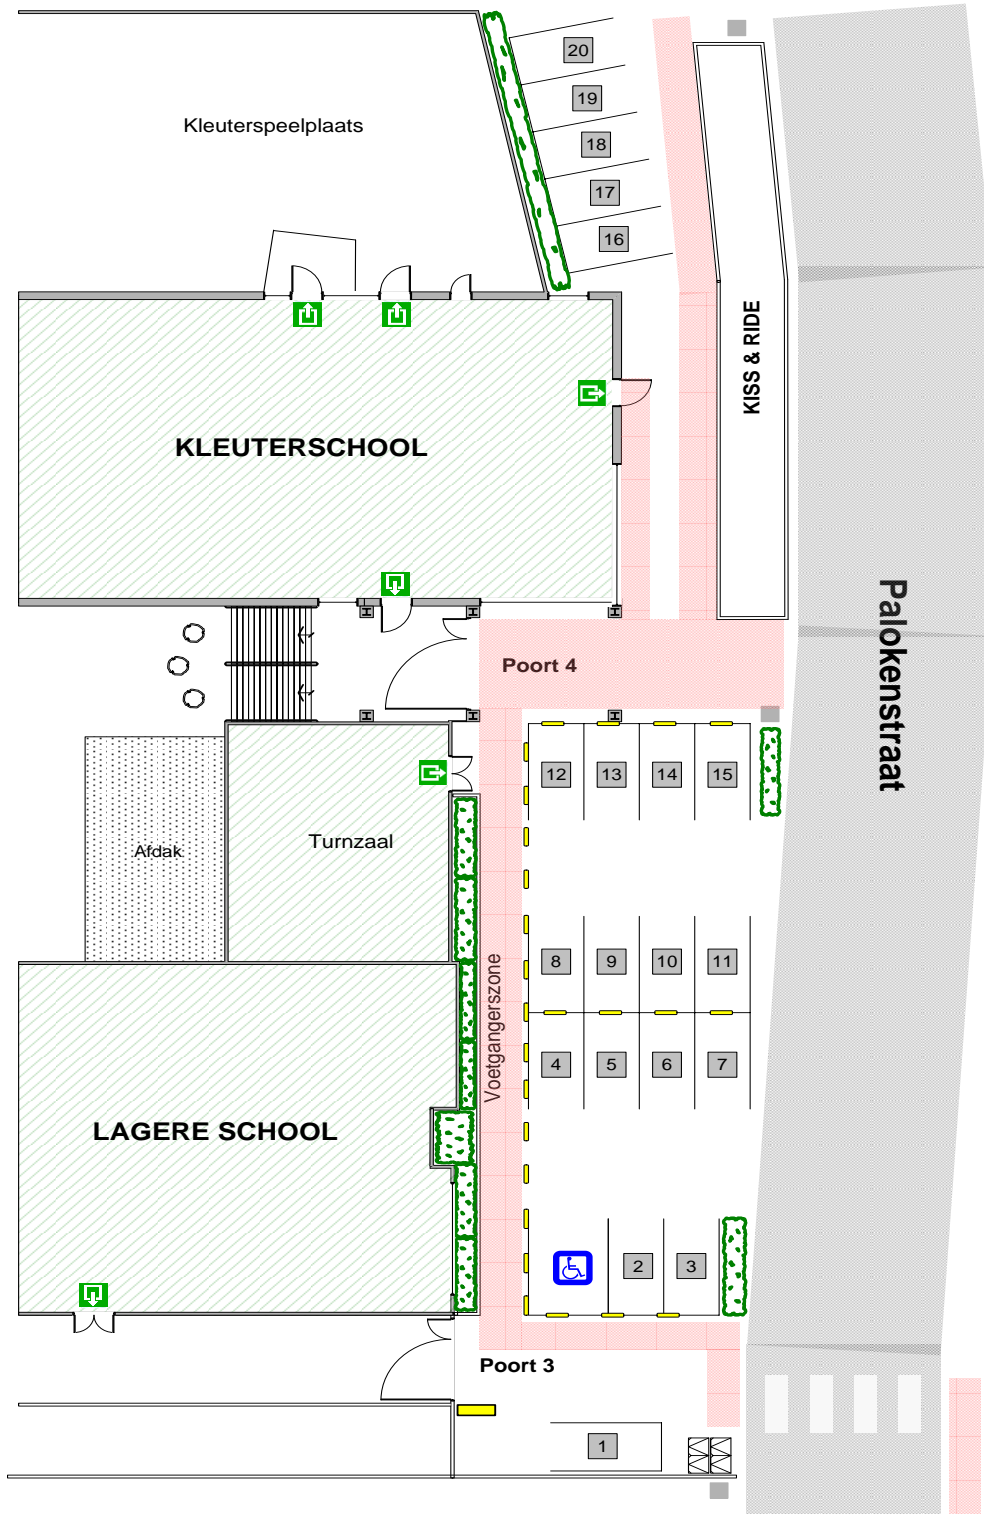 20
19
Kleuterspeelplaats
18
17
16
KISS & RIDE
KLEUTERSCHOOL
Palokenstraat
Poort 4
12 13 14 15
Turnzaal
Afdak
Voetgangerszone
8 9 10 11
4 5 6 7
LAGERE SCHOOL
2 3
Poort 3
1